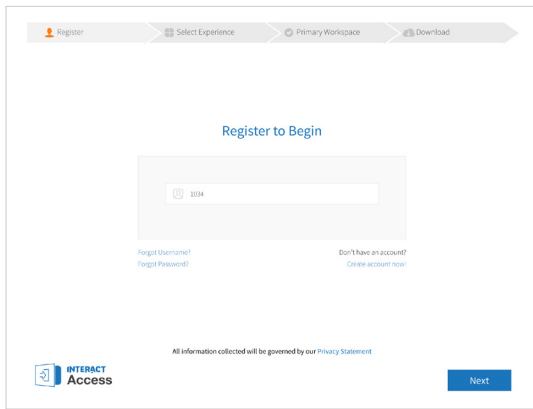 Register
Select Experience
Primary Workspace
Download
Register to Begin
1034
Forgot Username?
Don't have an account?
Forgot Password?
Create account now!
All information collected will be governed by our Privacy Statement
INTERACT
Access
Next